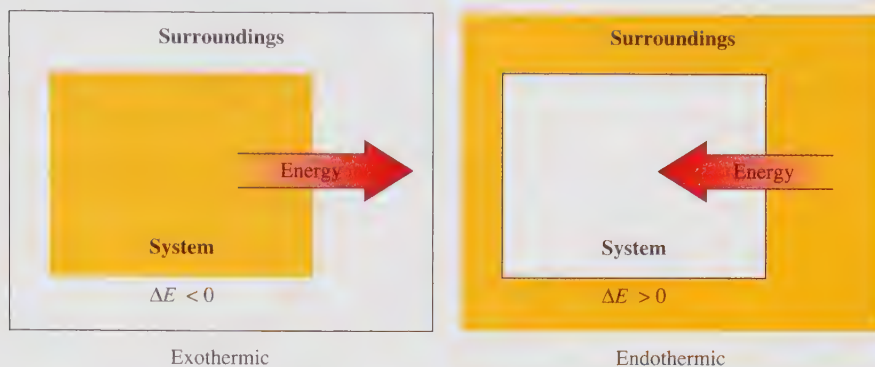 Surroundings
Energy
System
ΔE < 0
Exothermic
Surroundings
Energy
System
ΔE > 0
Endothermic